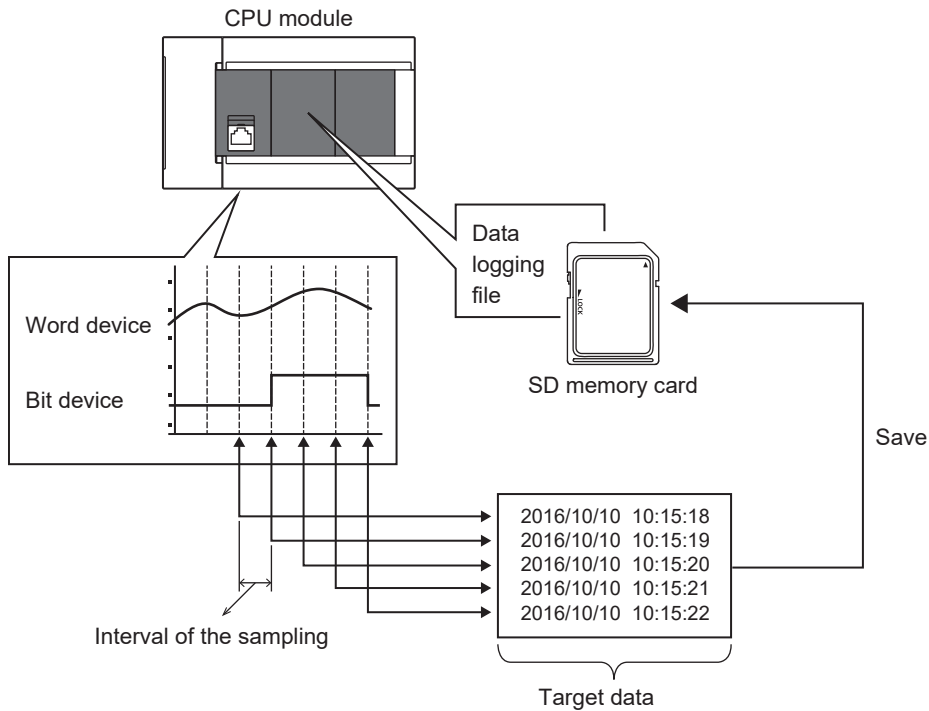 CPU module
Data
logging
file
LOCK
Word device
Bit device
SD memory card
Save
2016/10/10 10:15:18
2016/10/10 10:15:19
2016/10/10 10:15:20
2016/10/10 10:15:21
2016/10/10 10:15:22
Interval of the sampling
Target data